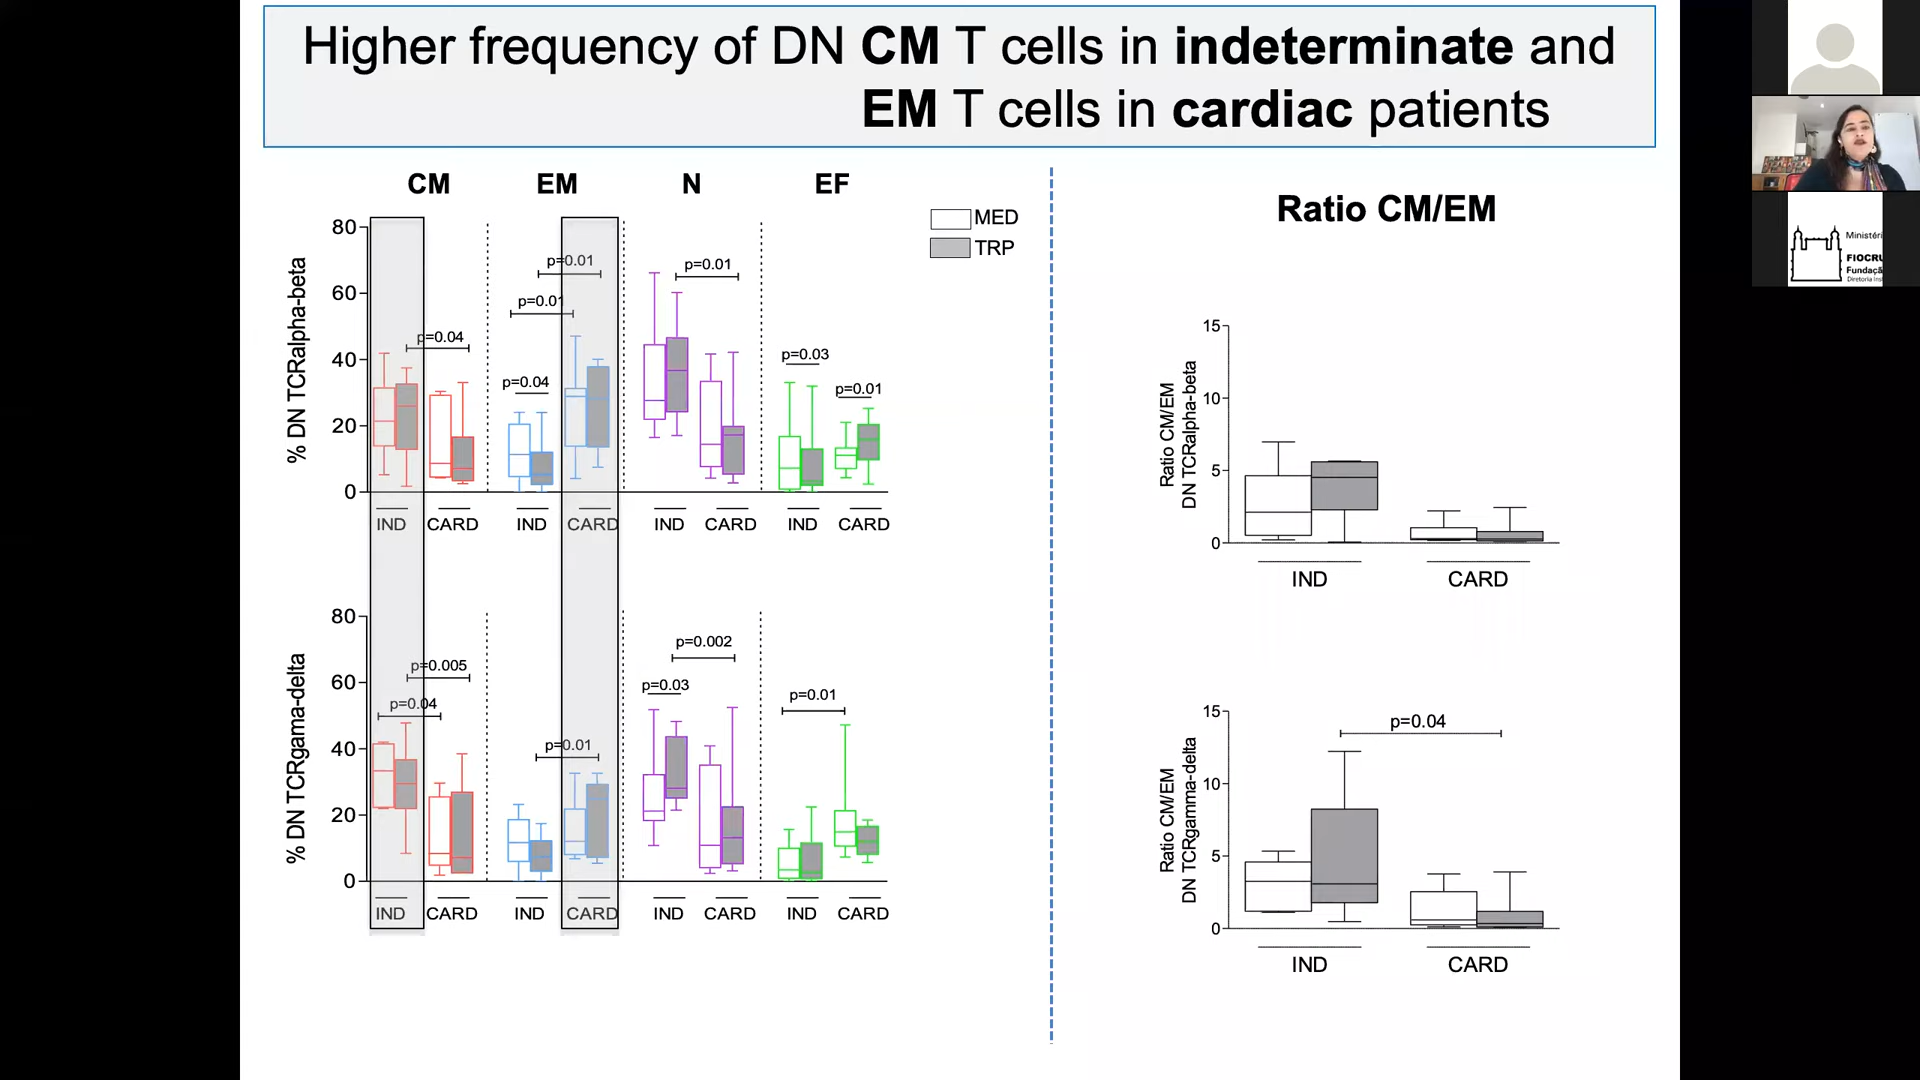 Higher frequency of DN CM T cells in indeterminate and
EM T cells in cardiac patients
CM EM N EF
MED
TRP
% DN TCRalpha-beta
80
60
40
20
0
p=0.04
p=0.01
p=0.01
p=0.04
p=0.01
p=0.03
p=0.01
IND CARD IND CARD IND CARD IND CARD
% DN TCRgama-delta
80
60
40
20
0
p=0.005
p=0.04
p=0.01
p=0.002
p=0.03
p=0.01
IND CARD IND CARD IND CARD IND CARD
Ratio CM/EM
Ratio CM/EM
DN TCRalpha-beta
15
10
5
0
IND CARD
Ratio CM/EM
DN TCRgamma-delta
15
10
5
0
p=0.04
IND CARD
Ministéri
FIOCRU
Fundaçã
Diretoria Ins